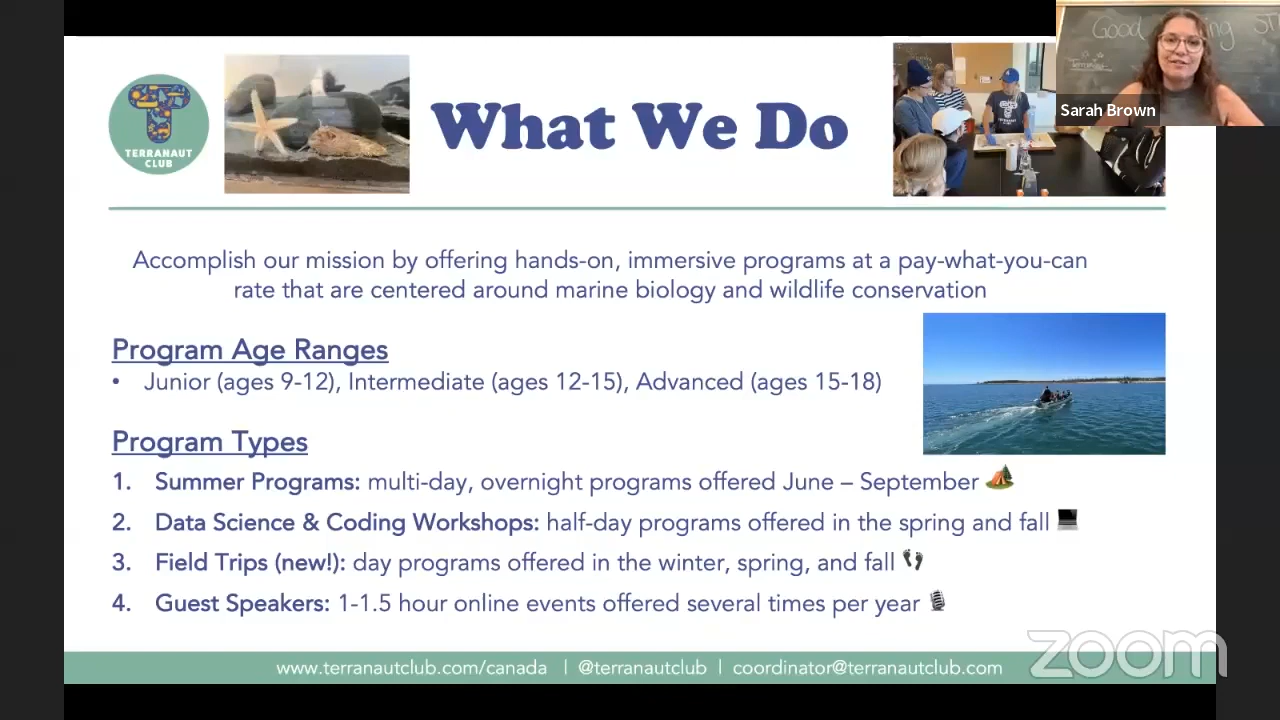 Good
Sarah Brown
T
TERRANAUT
CLUB
What We Do
Accomplish our mission by offering hands-on, immersive programs at a pay-what-you-can
rate that are centered around marine biology and wildlife conservation
Program Age Ranges
• Junior (ages 9-12), Intermediate (ages 12-15), Advanced (ages 15-18)
Program Types
1. Summer Programs: multi-day, overnight programs offered June – September
2. Data Science & Coding Workshops: half-day programs offered in the spring and fall
3. Field Trips (new!): day programs offered in the winter, spring, and fall
4. Guest Speakers: 1-1.5 hour online events offered several times per year
www.terranautclub.com/canada | @terranautclub | coordinator@terranautclub.com
zoom